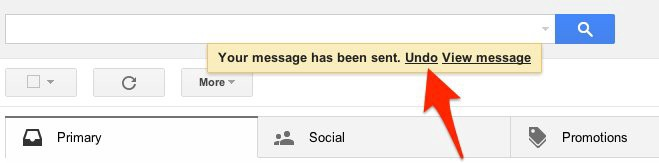 Your message has been sent. Undo View message
More
Primary Social Promotions